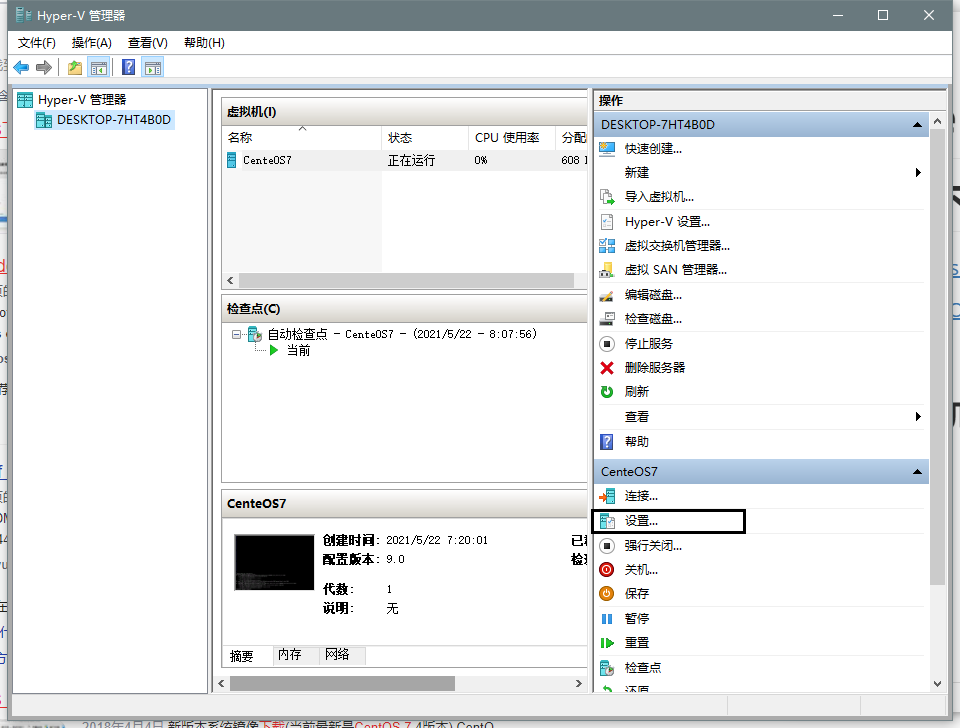 Hyper-V 管理器
文件(F) 操作(A) 查看(V) 帮助(H)
Hyper-V 管理器
DESKTOP-7HT4B0D
虚拟机(I)
名称 状态 CPU 使用率 分配
CenteOS7 正在运行 0% 608
检查点(C)
自动检查点 - CenteOS7 - (2021/5/22 - 8:07:56)
当前
CenteOS7
创建时间: 2021/5/22 7:20:01
配置版本: 9.0
代数: 1
说明: 无
摘要 内存 网络
操作
DESKTOP-7HT4B0D
快速创建...
新建
导入虚拟机...
Hyper-V 设置...
虚拟交换机管理器...
虚拟 SAN 管理器...
编辑磁盘...
检查磁盘...
停止服务
删除服务器
刷新
查看
帮助
CenteOS7
连接...
设置...
强行关闭...
关机...
保存
暂停
重置
检查点
还原
2018年4月4日 新版本系统镜像下载(当前最新是CentOS 7.4版本) CentO